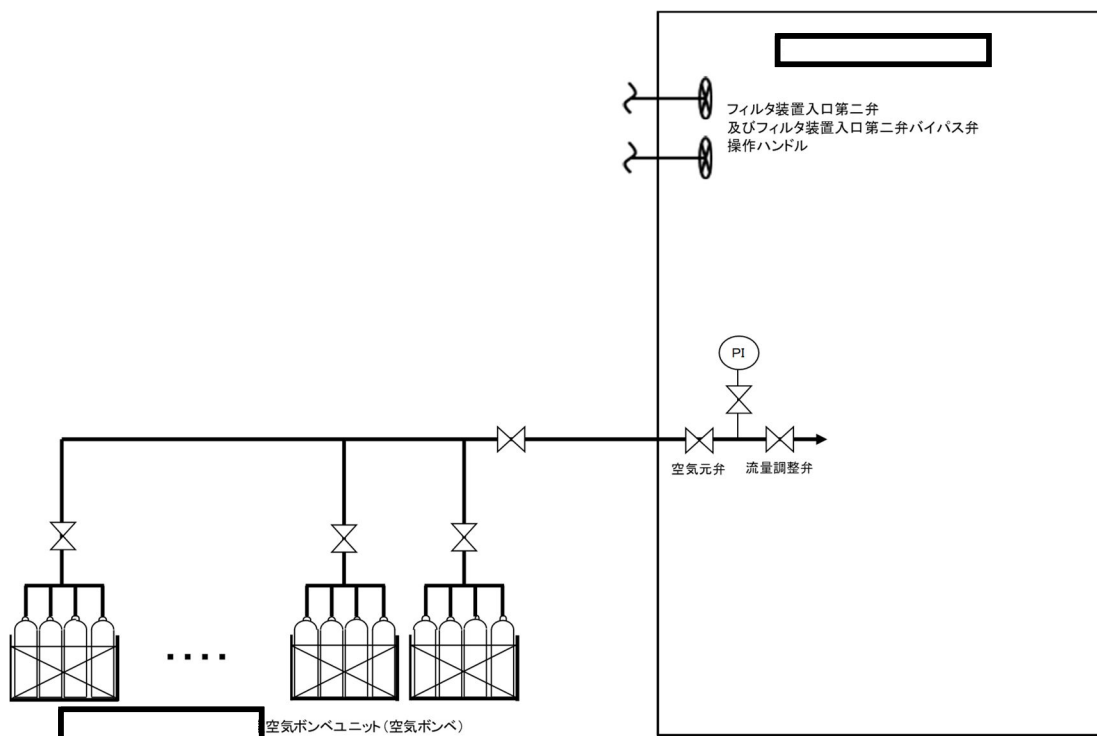 フィルタ装置入口第二弁
及びフィルタ装置入口第二弁バイパス弁
操作ハンドル
PI
空気元弁
流量調整弁
空気ボンベユニット(空気ボンベ)